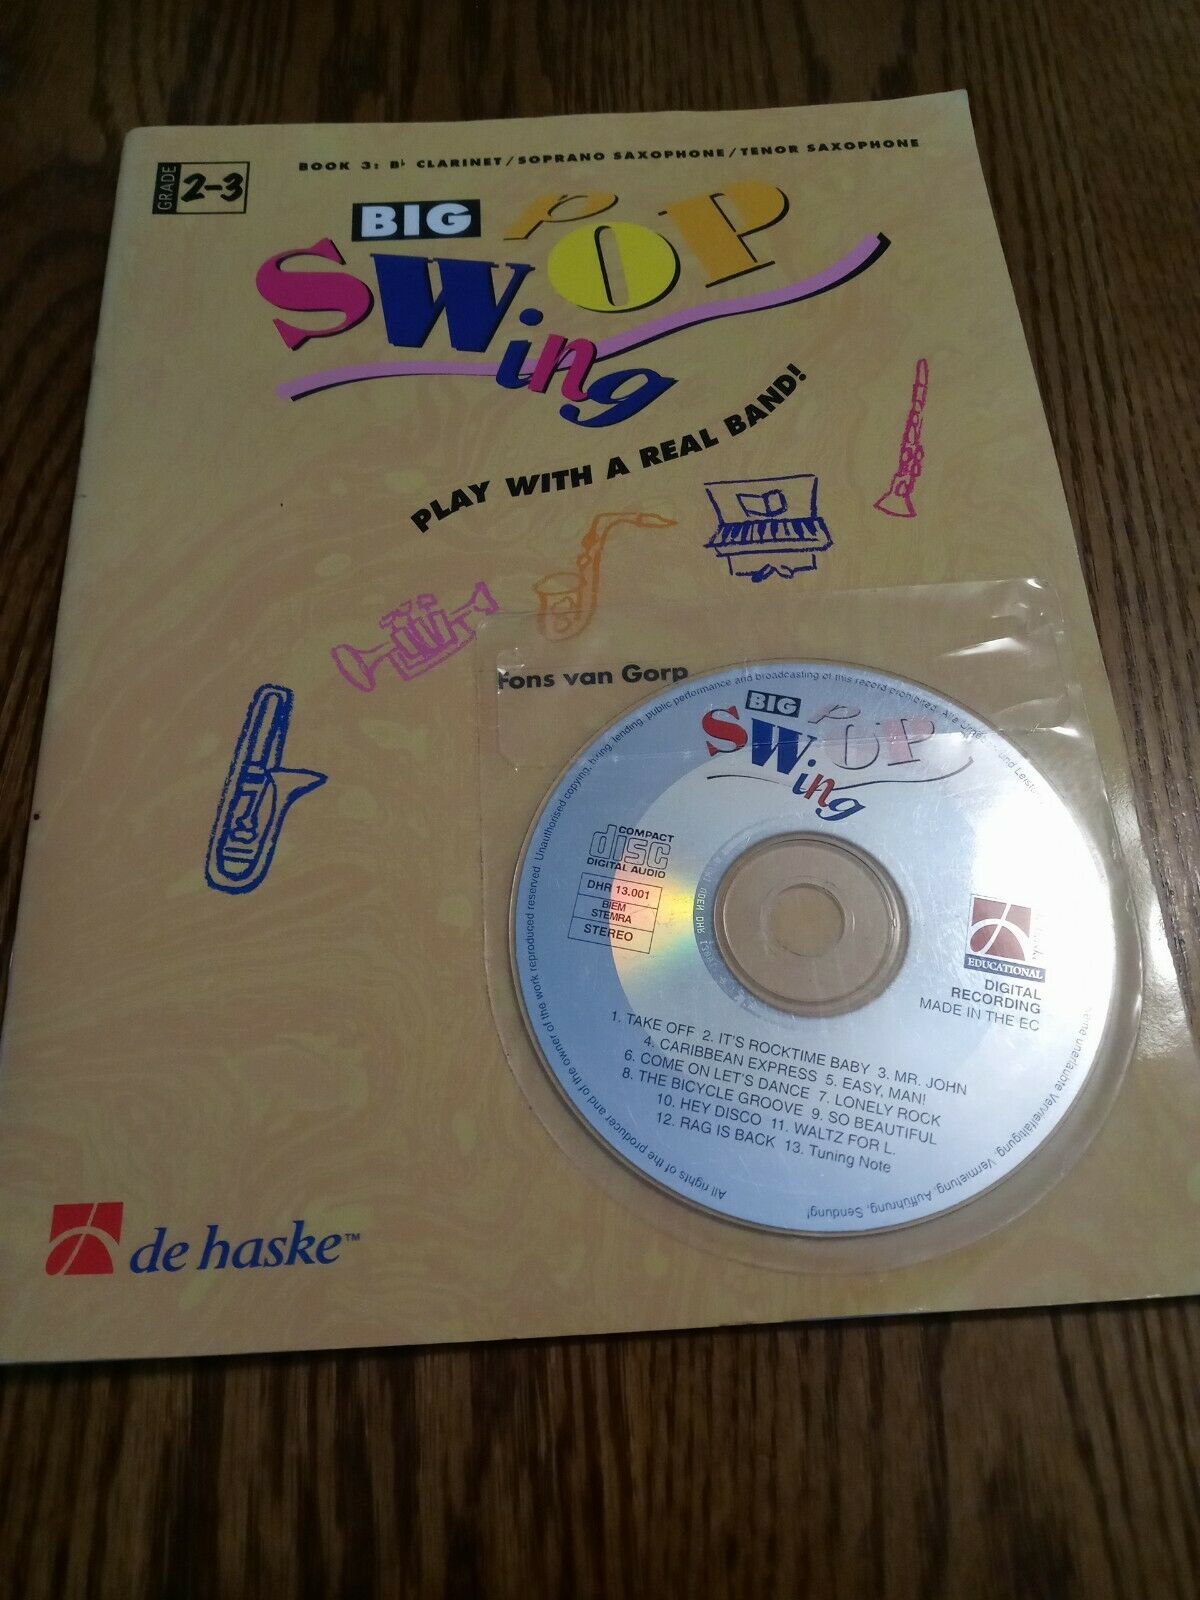 GRADE 2-3
BOOK 3: B♭ CLARINET/SOPRANO SAXOPHONE/TENOR SAXOPHONE
BIG POP
SWing
PLAY WITH A REAL BAND!
Fons van Gorp
BIG POP
SWing
COMPACT
disc
DIGITAL AUDIO
DHR 13.001
BIEM
STEMRA
STEREO
EDUCATIONAL
DIGITAL
RECORDING
MADE IN THE EC
1. TAKE OFF 2. IT'S ROCKTIME BABY 3. MR. JOHN
4. CARIBBEAN EXPRESS 5. EASY, MAN!
6. COME ON LET'S DANCE 7. LONELY ROCK
8. THE BICYCLE GROOVE 9. SO BEAUTIFUL
10. HEY DISCO 11. WALTZ FOR L.
12. RAG IS BACK 13. Tuning Note
All rights of the producer and of the owner of the work reproduced reserved Unauthorised copying, hiring, lending, public performance and broadcasting of this record prohibited. Alle und
unerlaubte Vervielfältigung, Vermietung, Aufführung, Sendung!
de haske™